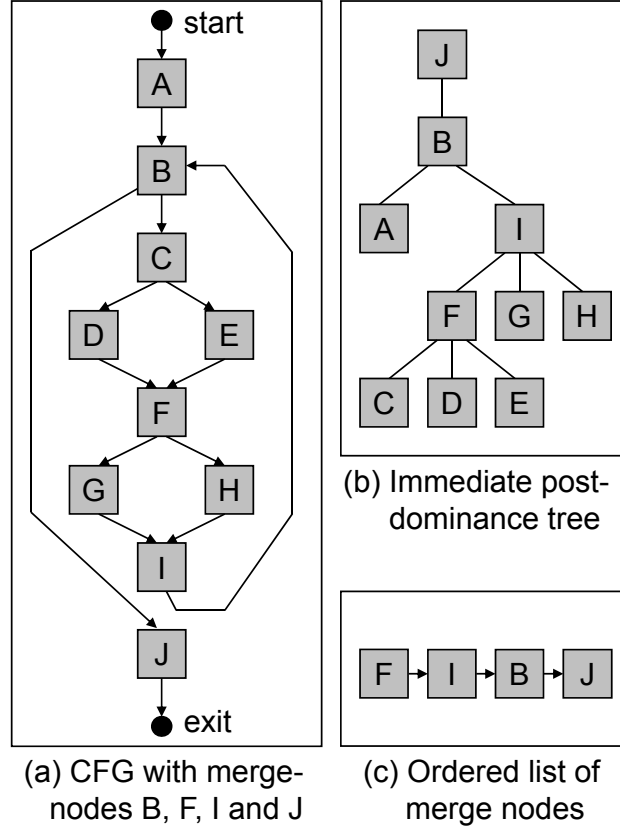 start
A
B
C
D E
F
G H
I
J
exit
(a) CFG with merge-
nodes B, F, I and J
J
B
A I
F G H
C D E
(b) Immediate post-
dominance tree
F I B J
(c) Ordered list of
merge nodes